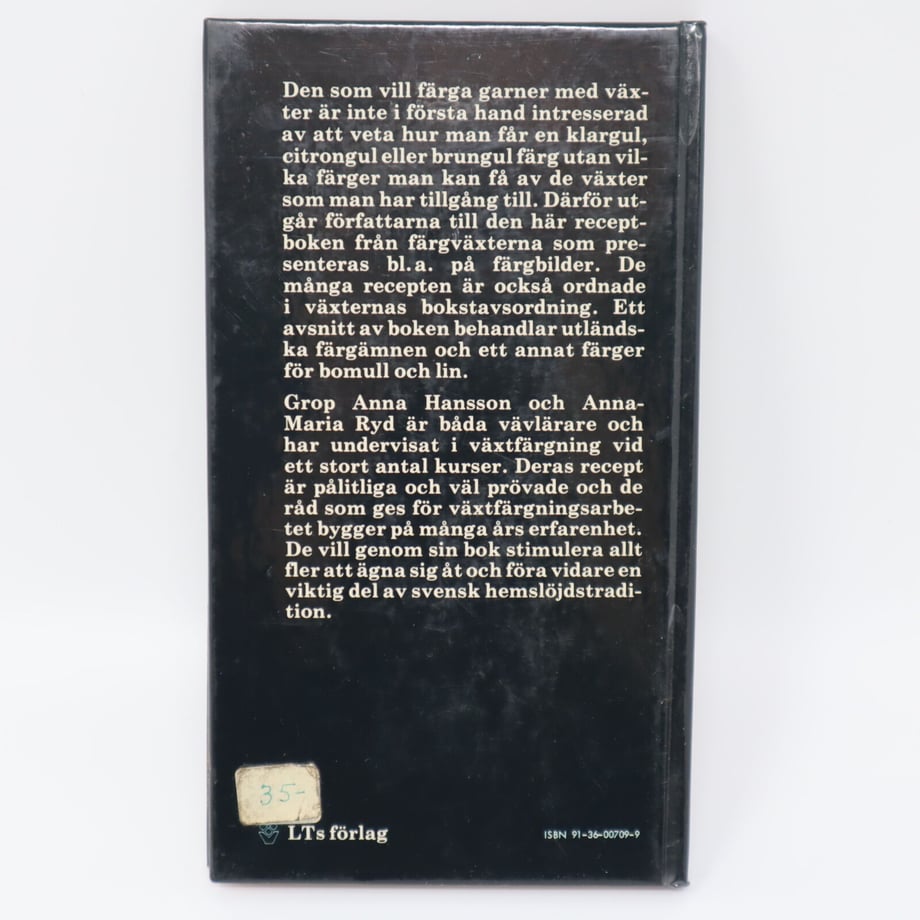 Den som vill färga garner med väx-
ter är inte i första hand intresserad
av att veta hur man får en klargul,
citrongul eller brungul färg utan vil-
ka färger man kan få av de växter
som man har tillgång till. Därför ut-
går författarna till den här recept-
boken från färgväxterna som pre-
senteras bl.a. på färgbilder. De
många recepten är också ordnade
i växternas bokstavsordning. Ett
avsnitt av boken behandlar utländs-
ka färgämnen och ett annat färger
för bomull och lin.
Grop Anna Hansson och Anna-
Maria Ryd är båda vävlärare och
har undervisat i växtfärgning vid
ett stort antal kurser. Deras recept
är pålitliga och väl prövade och de
råd som ges för växtfärgningsarbe-
tet bygger på många års erfarenhet.
De vill genom sin bok stimulera allt
fler att ägna sig åt och föra vidare en
viktig del av svensk hemslöjdstradi-
tion.
35-
LTs förlag
ISBN 91-36-00709-9